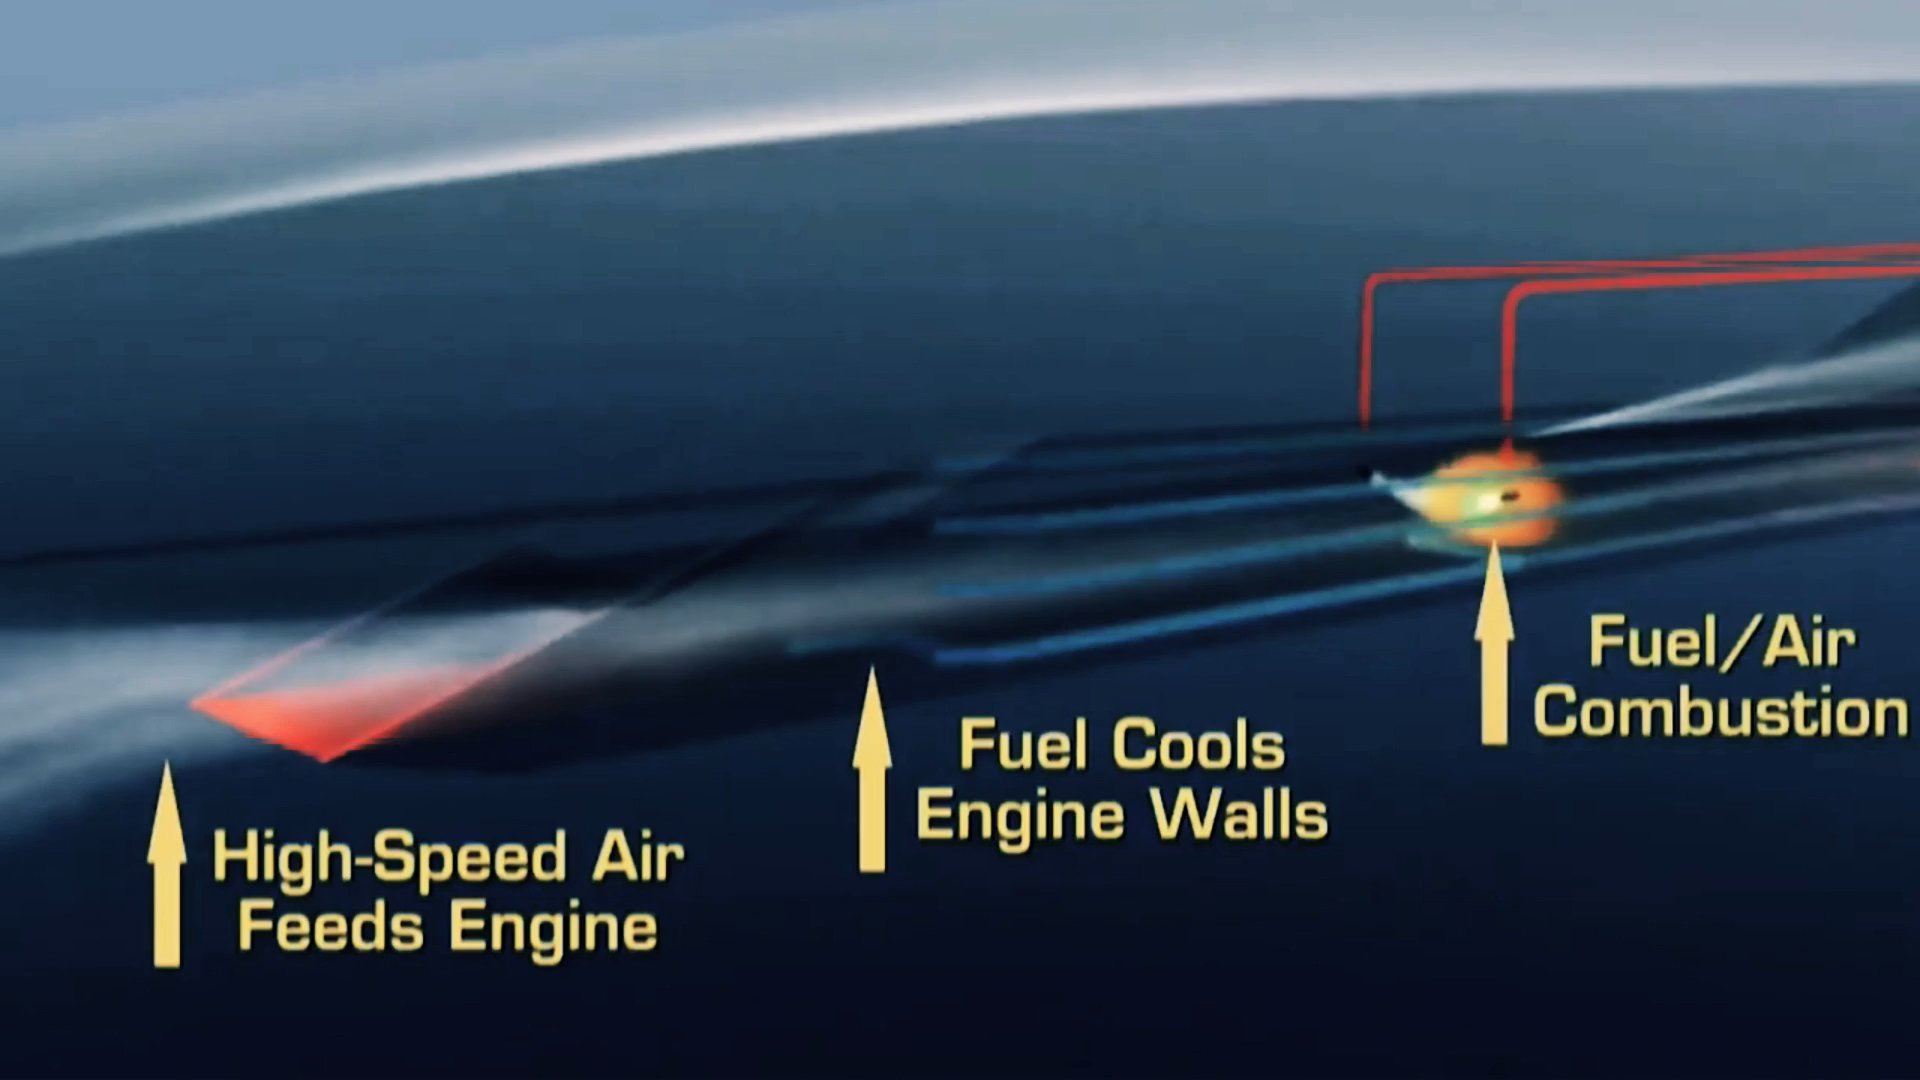 High-Speed Air
Feeds Engine
Fuel Cools
Engine Walls
Fuel/Air
Combustion